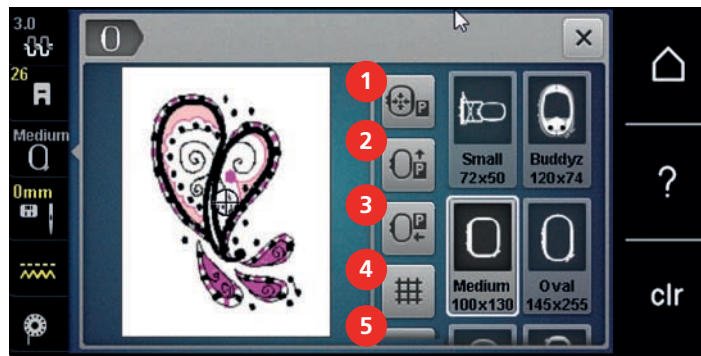 3.0
26
Medium
0mm
1
P
2
P
3
P
4
5
Small
72x50
Buddyz
120x74
Medium
100x130
Oval
145x255
?
clr